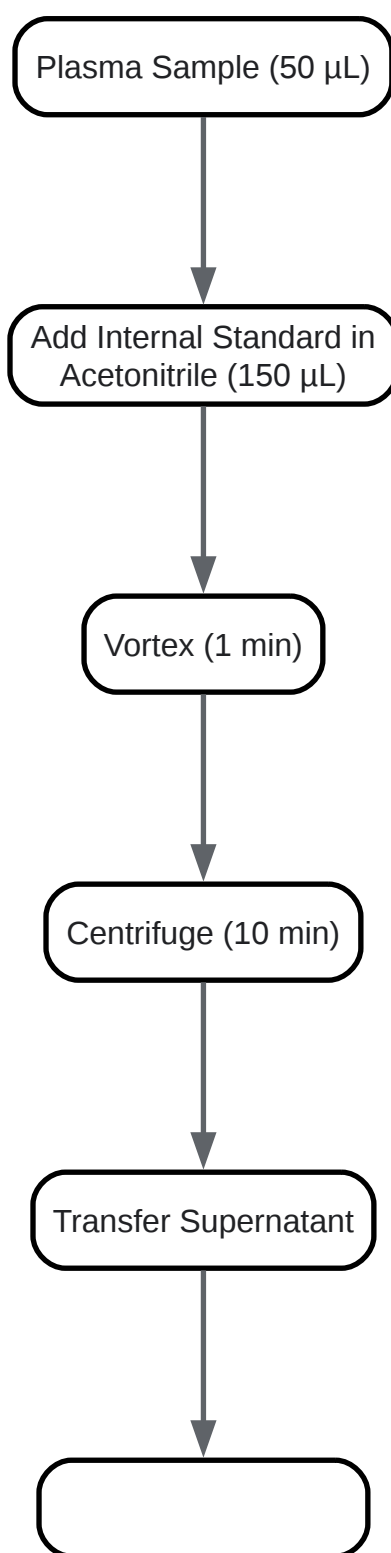 Plasma Sample (50 µL)
Add Internal Standard in
Acetonitrile (150 µL)
Vortex (1 min)
Centrifuge (10 min)
Transfer Supernatant